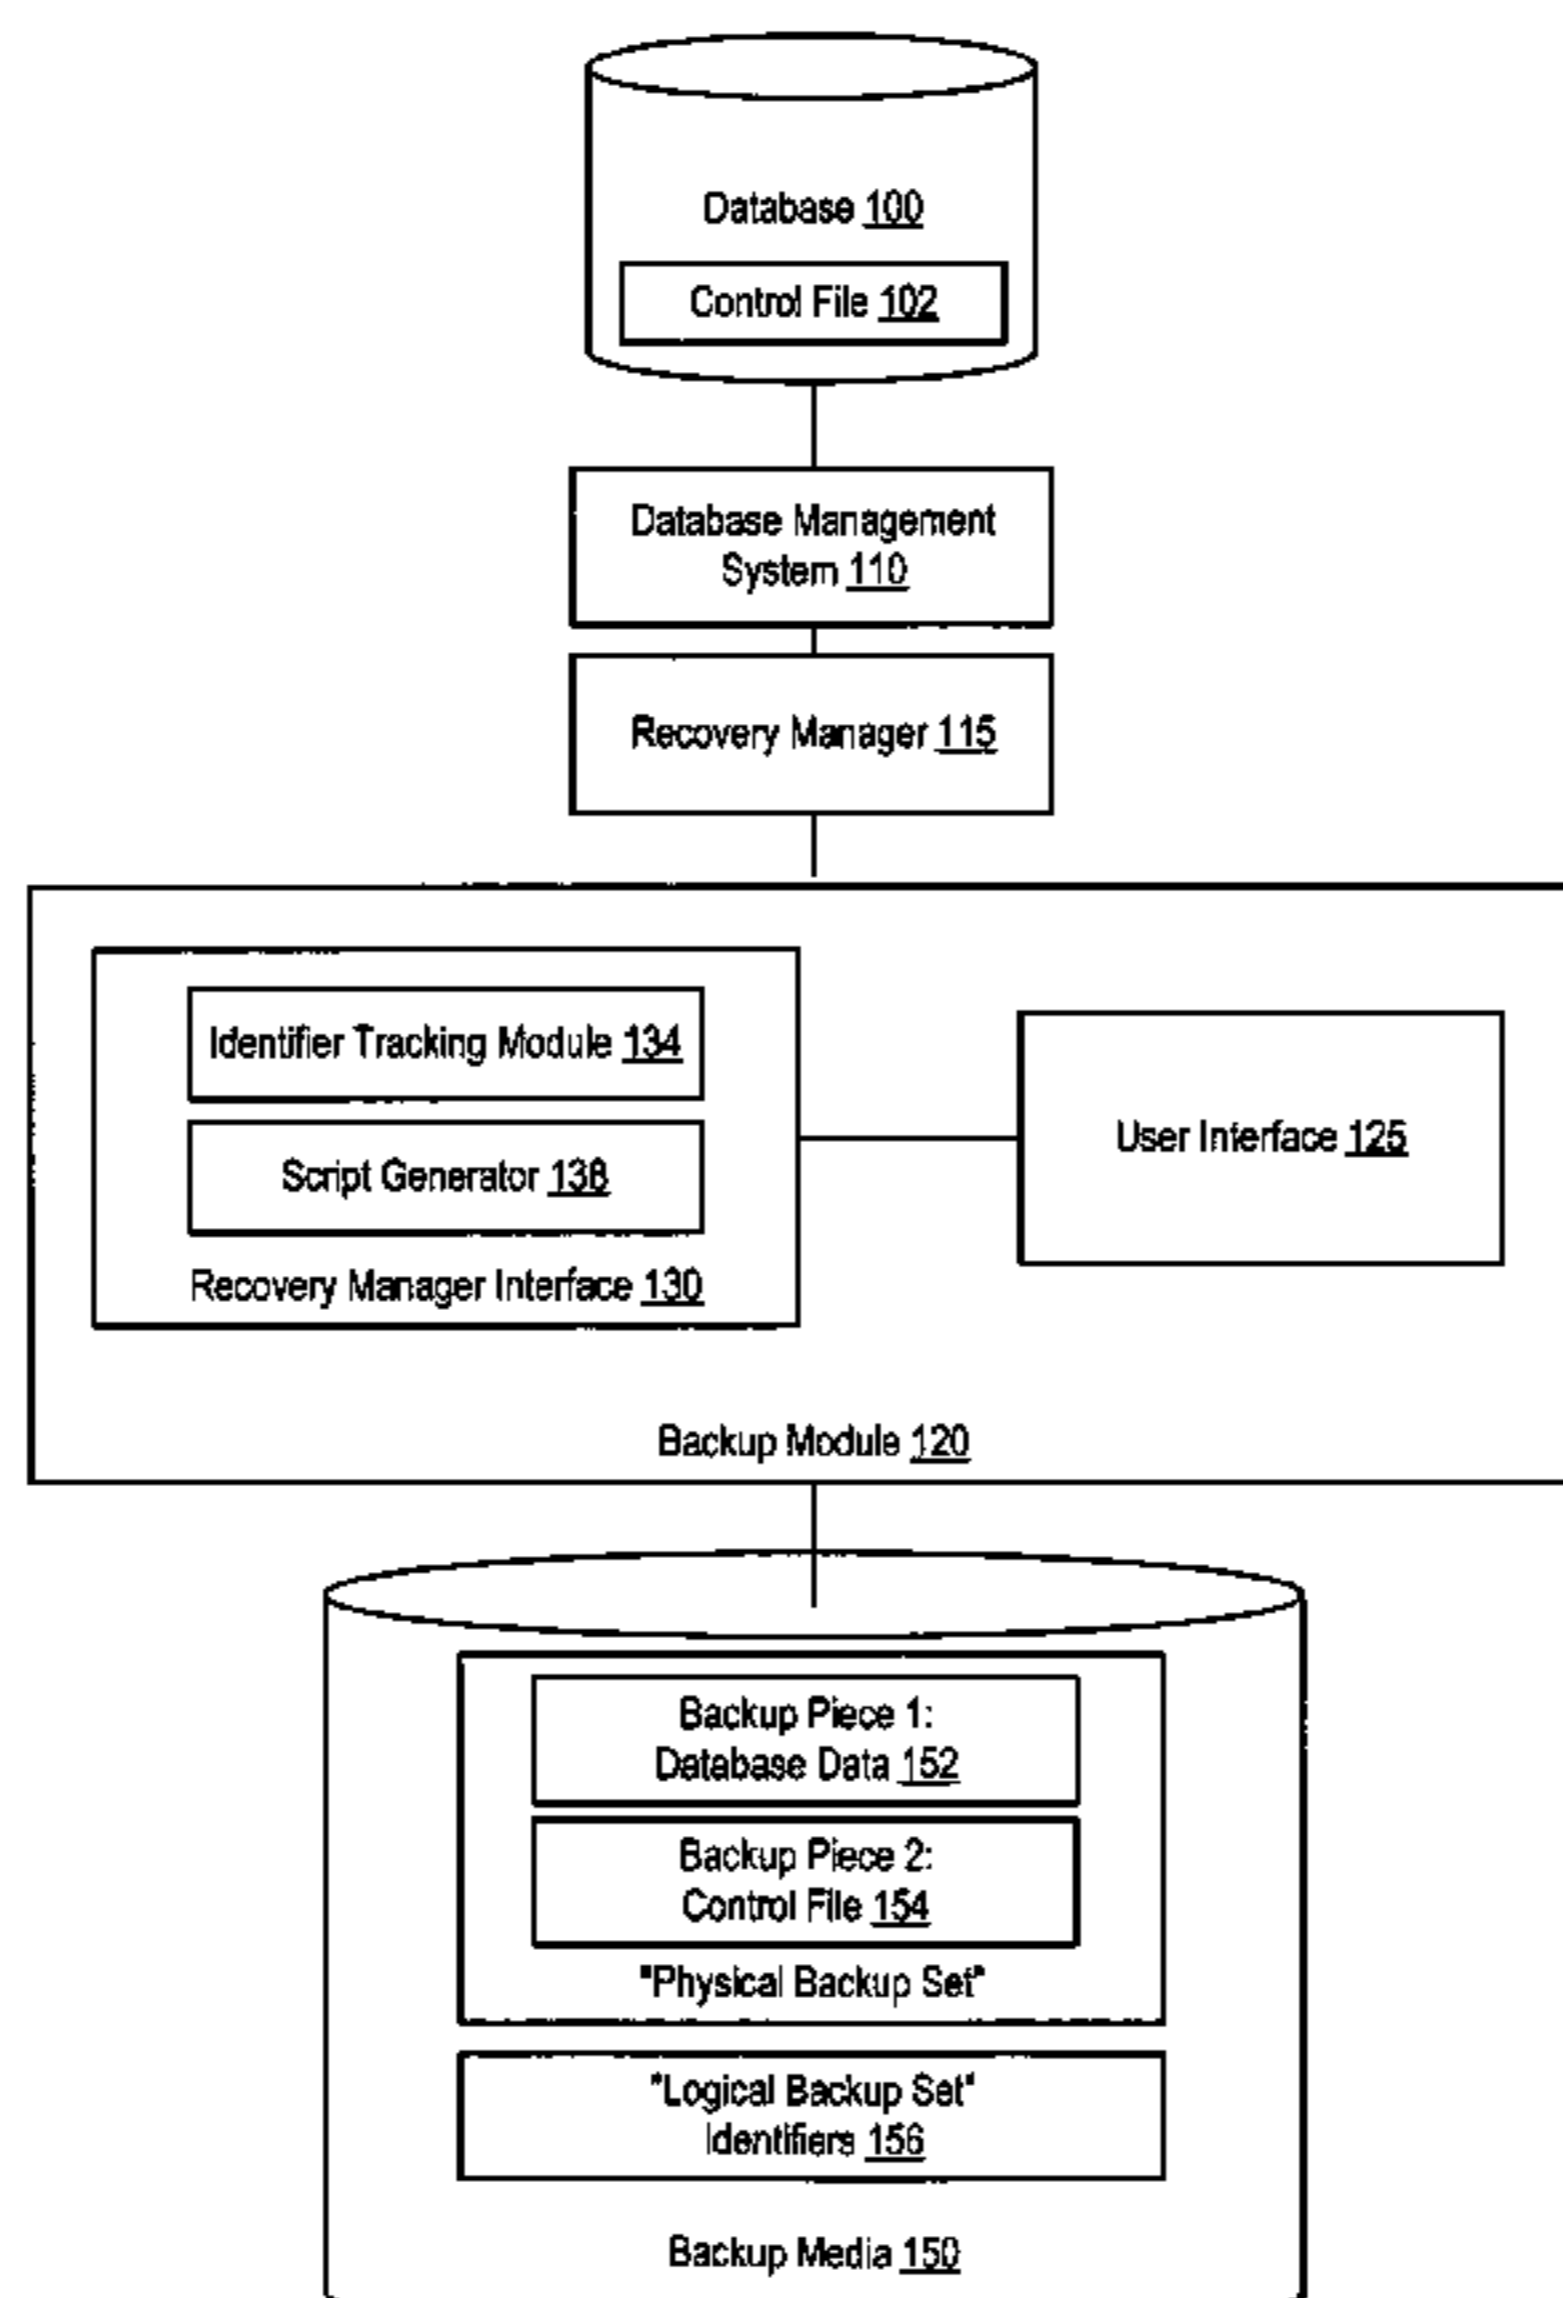 Database 100
Control File 102
Database Management
System 110
Recovery Manager 115
Identifier Tracking Module 134
Script Generator 138
Recovery Manager Interface 130
User Interface 125
Backup Module 120
Backup Piece 1:
Database Data 152
Backup Piece 2:
Control File 154
"Physical Backup Set"
"Logical Backup Set"
Identifiers 156
Backup Media 150